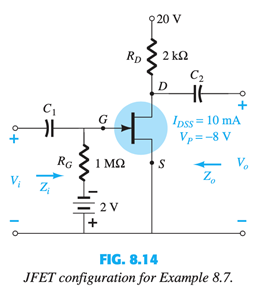 20 V
R_D 2 kΩ
D
C_2
+
C_1
G
I_DSS = 10 mA
V_P = –8 V
+
R_G 1 MΩ
S
V_i
Z_i
Z_o
V_o
–
2 V
+
–
–
FIG. 8.14
JFET configuration for Example 8.7.